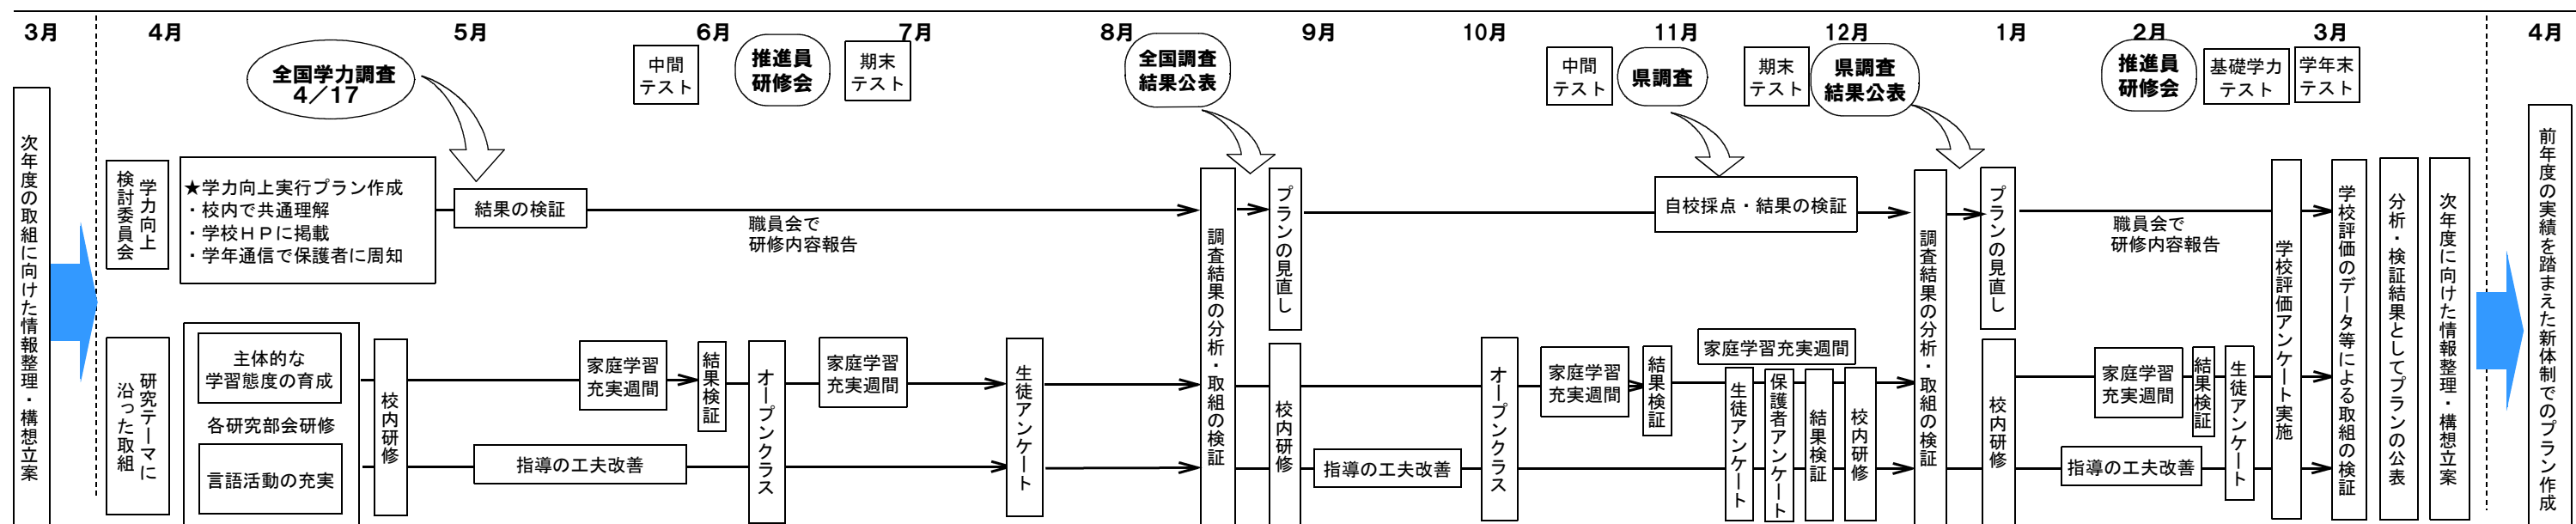 3月
4月
5月
6月
7月
8月
9月
10月
11月
12月
1月
2月
3月
4月
全国学力調査
4／17
中間
テスト
推進員
研修会
期末
テスト
全国調査
結果公表
中間
テスト
県調査
期末
テスト
県調査
結果公表
推進員
研修会
基礎学力
テスト
学年末
テスト
次年度の取組に向けた情報整理・構想立案
学力向上
検討委員会
★学力向上実行プラン作成
・校内で共通理解
・学校ＨＰに掲載
・学年通信で保護者に周知
結果の検証
職員会で
研修内容報告
調査結果の分析・取組の検証
プランの見直し
自校採点・結果の検証
調査結果の分析・取組の検証
プランの見直し
職員会で
研修内容報告
学校評価アンケート実施
学校評価のデータ等による取組の検証
分析・検証結果としてプランの公表
次年度に向けた情報整理・構想立案
前年度の実績を踏まえた新体制でのプラン作成
研究テーマに
沿った取組
主体的な
学習態度の育成
各研究部会研修
言語活動の充実
校内研修
家庭学習
充実週間
結果検証
オープンクラス
家庭学習
充実週間
指導の工夫改善
生徒アンケート
校内研修
指導の工夫改善
オープンクラス
家庭学習
充実週間
結果検証
家庭学習充実週間
生徒アンケート
保護者アンケート
結果検証
校内研修
校内研修
家庭学習
充実週間
結果検証
生徒アンケート
指導の工夫改善